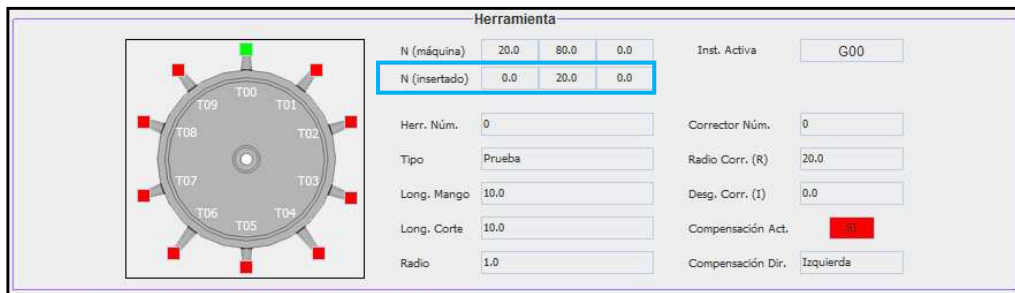 Herramienta
T00
T01
T02
T03
T04
T05
T06
T07
T08
T09
N (máquina) 20.0 80.0 0.0 Inst. Activa G00
N (insertado) 0.0 20.0 0.0
Herr. Núm. 0 Corrector Núm. 0
Tipo Prueba Radio Corr. (R) 20.0
Long. Mango 10.0 Desg. Corr. (I) 0.0
Long. Corte 10.0 Compensación Act. SI
Radio 1.0 Compensación Dir. Izquierda